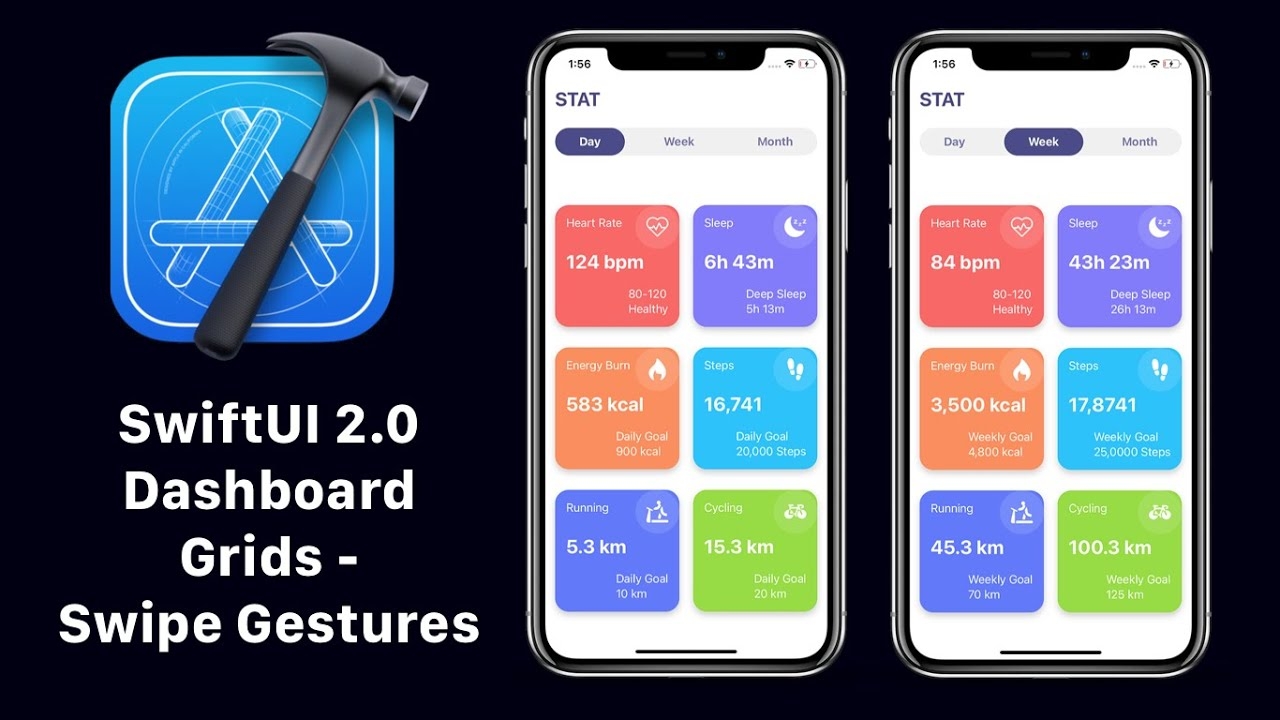 SwiftUI 2.0
Dashboard
Grids -
Swipe Gestures
1:56
STAT
Day Week Month
Heart Rate
124 bpm
80-120
Healthy
Sleep
6h 43m
Deep Sleep
5h 13m
Energy Burn
583 kcal
Daily Goal
900 kcal
Steps
16,741
Daily Goal
20,000 Steps
Running
5.3 km
Daily Goal
10 km
Cycling
15.3 km
Daily Goal
20 km
1:56
STAT
Day Week Month
Heart Rate
84 bpm
80-120
Healthy
Sleep
43h 23m
Deep Sleep
26h 13m
Energy Burn
3,500 kcal
Weekly Goal
4,800 kcal
Steps
17,8741
Weekly Goal
25,0000 Steps
Running
45.3 km
Weekly Goal
70 km
Cycling
100.3 km
Weekly Goal
125 km